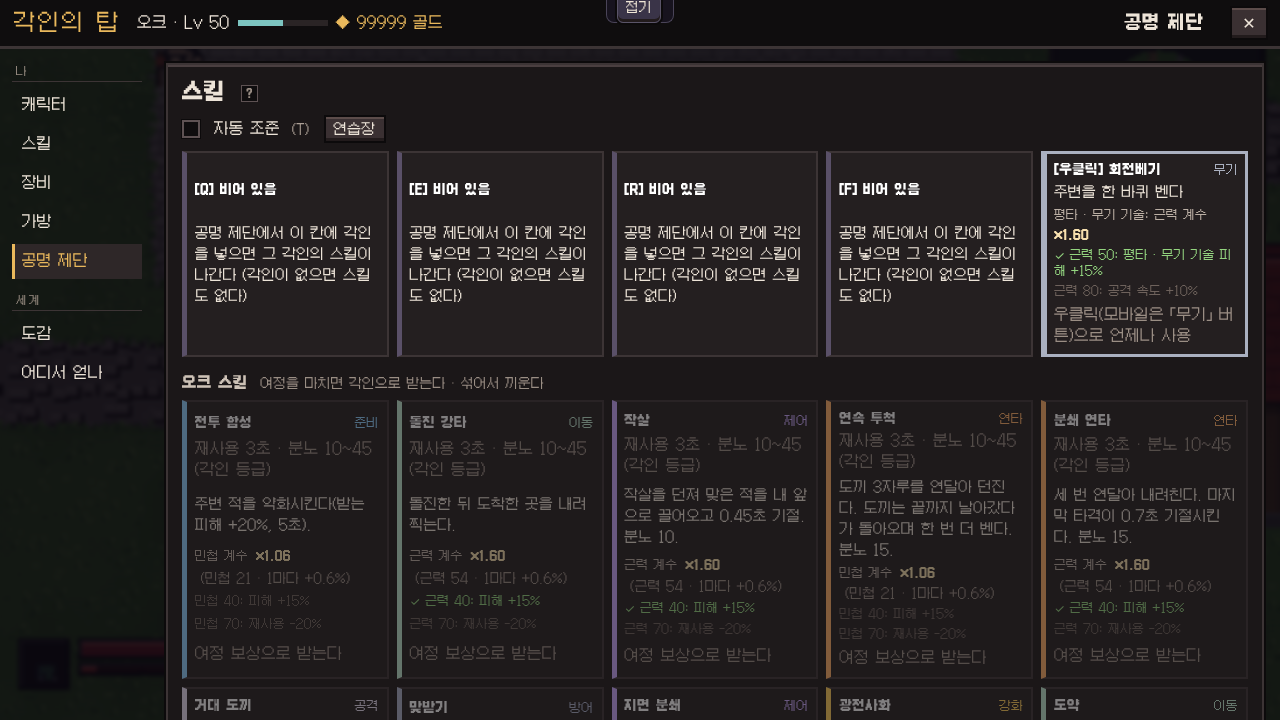 접기
각인의 탑 오크 · Lv 50 ◆ 99999 골드 공명 제단 ×
나
캐릭터
스킬
장비
가방
공명 제단
세계
도감
어디서 얻나
스킬 ?
자동 조준 (T) 연습장
[Q] 비어 있음
공명 제단에서 이 칸에 각인
을 넣으면 그 각인의 스킬이
나간다 (각인이 없으면 스킬
도 없다)
[E] 비어 있음
공명 제단에서 이 칸에 각인
을 넣으면 그 각인의 스킬이
나간다 (각인이 없으면 스킬
도 없다)
[R] 비어 있음
공명 제단에서 이 칸에 각인
을 넣으면 그 각인의 스킬이
나간다 (각인이 없으면 스킬
도 없다)
[F] 비어 있음
공명 제단에서 이 칸에 각인
을 넣으면 그 각인의 스킬이
나간다 (각인이 없으면 스킬
도 없다)
[우클릭] 회전베기 무기
주변을 한 바퀴 벤다
평타 · 무기 기술: 근력 계수
×1.60
✓ 근력 50: 평타 · 무기 기술 피
해 +15%
근력 80: 공격 속도 +10%
우클릭(모바일은 「무기」 버
튼)으로 언제나 사용
오크 스킬 여정을 마치면 각인으로 받는다 · 섞어서 끼운다
전투 함성 준비
재사용 3초 · 분노 10~45
(각인 등급)
주변 적을 약화시킨다(받는
피해 +20%, 5초).
민첩 계수 ×1.06
(민첩 21 · 1마다 +0.6%)
민첩 40: 피해 +15%
민첩 70: 재사용 -20%
여정 보상으로 받는다
돌진 강타 이동
재사용 3초 · 분노 10~45
(각인 등급)
돌진한 뒤 도착한 곳을 내려
찍는다.
근력 계수 ×1.60
(근력 54 · 1마다 +0.6%)
✓ 근력 40: 피해 +15%
근력 70: 재사용 -20%
여정 보상으로 받는다
작살 제어
재사용 3초 · 분노 10~45
(각인 등급)
작살을 던져 맞은 적을 내 앞
으로 끌어오고 0.45초 기절.
분노 10.
근력 계수 ×1.60
(근력 54 · 1마다 +0.6%)
✓ 근력 40: 피해 +15%
근력 70: 재사용 -20%
여정 보상으로 받는다
연속 투척 연타
재사용 3초 · 분노 10~45
(각인 등급)
도끼 3자루를 연달아 던진
다. 도끼는 끝까지 날아갔다
가 돌아오며 한 번 더 벤다.
분노 15.
민첩 계수 ×1.06
(민첩 21 · 1마다 +0.6%)
민첩 40: 피해 +15%
민첩 70: 재사용 -20%
여정 보상으로 받는다
분쇄 연타 연타
재사용 3초 · 분노 10~45
(각인 등급)
세 번 연달아 내려친다. 마지
막 타격이 0.7초 기절시킨
다. 분노 15.
근력 계수 ×1.60
(근력 54 · 1마다 +0.6%)
✓ 근력 40: 피해 +15%
근력 70: 재사용 -20%
여정 보상으로 받는다
거대 도끼 공격
맞받기 방어
지면 분쇄 제어
광전사화 강화
도약 이동